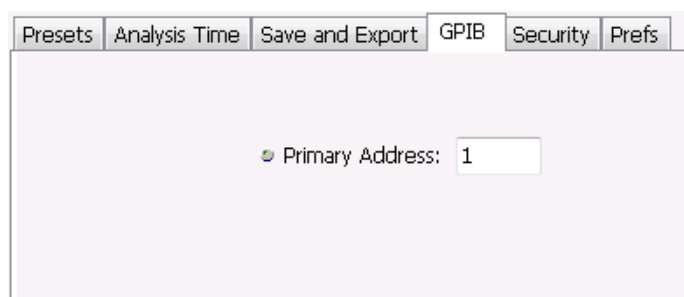 Presets Analysis Time Save and Export GPIB Security Prefs
Primary Address: 1